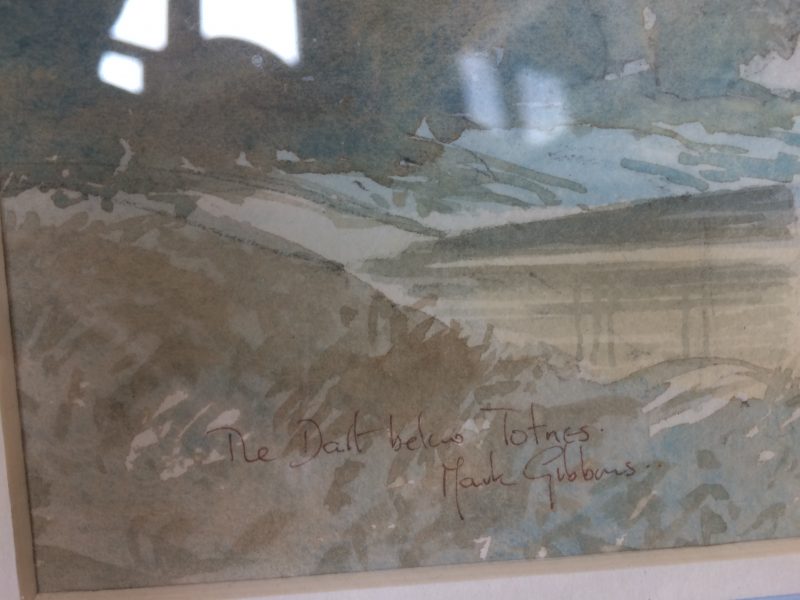 The Dart below Totnes.
Mark Gibbons..